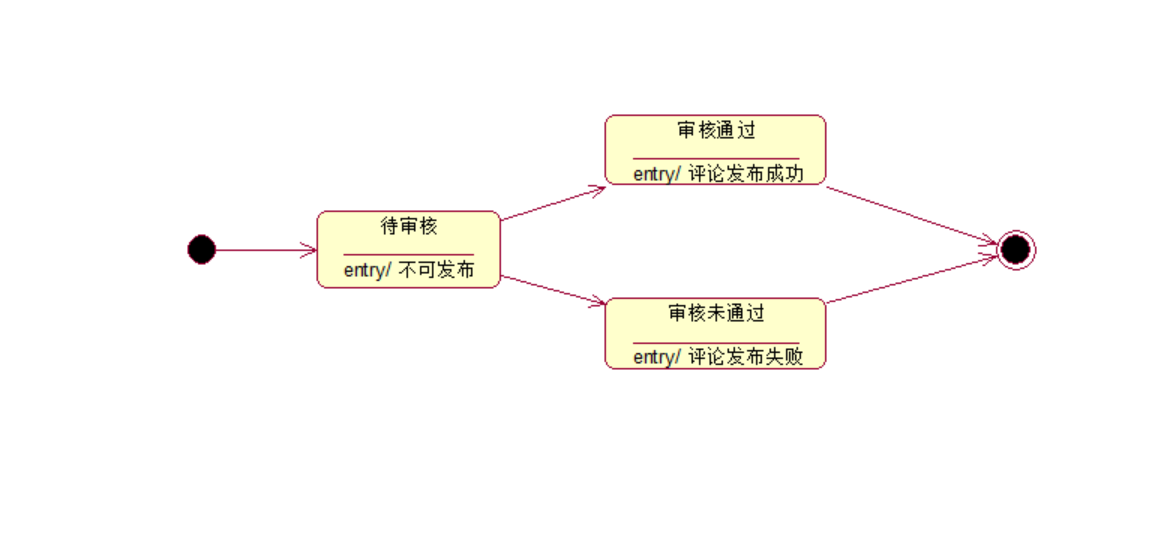 审核通过
entry/ 评论发布成功
待审核
entry/ 不可发布
审核未通过
entry/ 评论发布失败